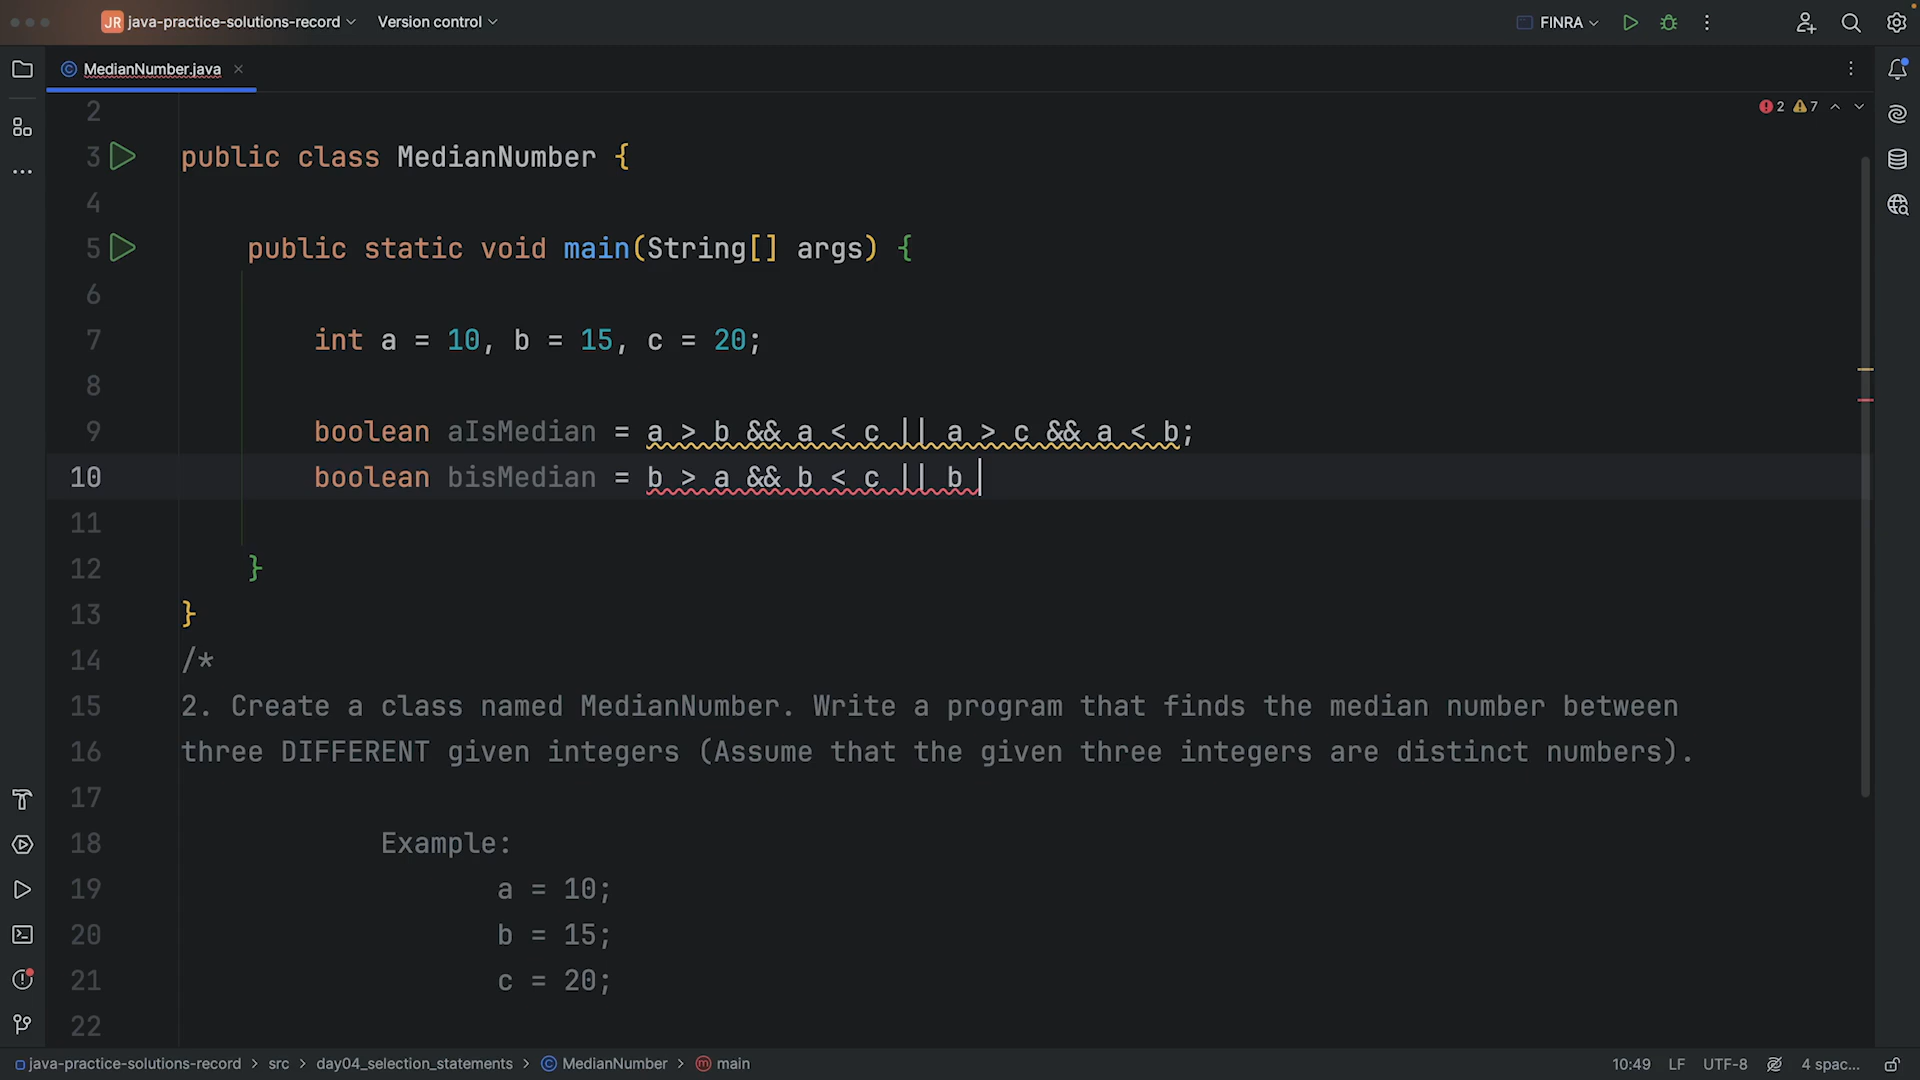 JR java-practice-solutions-record Version control FINRA
MedianNumber.java
2 7
2
3 public class MedianNumber {
4
5 public static void main(String[] args) {
6
7 int a = 10, b = 15, c = 20;
8
9 boolean aIsMedian = a > b && a < c || a > c && a < b;
10 boolean bisMedian = b > a && b < c || b
11
12 }
13 }
14 /*
15 2. Create a class named MedianNumber. Write a program that finds the median number between
16 three DIFFERENT given integers (Assume that the given three integers are distinct numbers).
17
18 Example:
19 a = 10;
20 b = 15;
21 c = 20;
22
java-practice-solutions-record > src > day04_selection_statements > MedianNumber > main 10:49 LF UTF-8 4 spac...